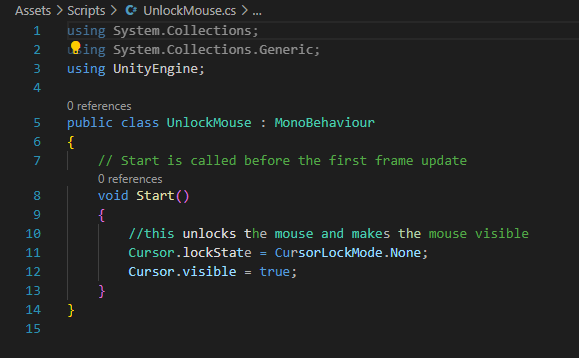 Assets > Scripts > C# UnlockMouse.cs > ...
1 using System.Collections;
2 using System.Collections.Generic;
3 using UnityEngine;
4
0 references
5 public class UnlockMouse : MonoBehaviour
6 {
7 // Start is called before the first frame update
0 references
8 void Start()
9 {
10 //this unlocks the mouse and makes the mouse visible
11 Cursor.lockState = CursorLockMode.None;
12 Cursor.visible = true;
13 }
14 }
15